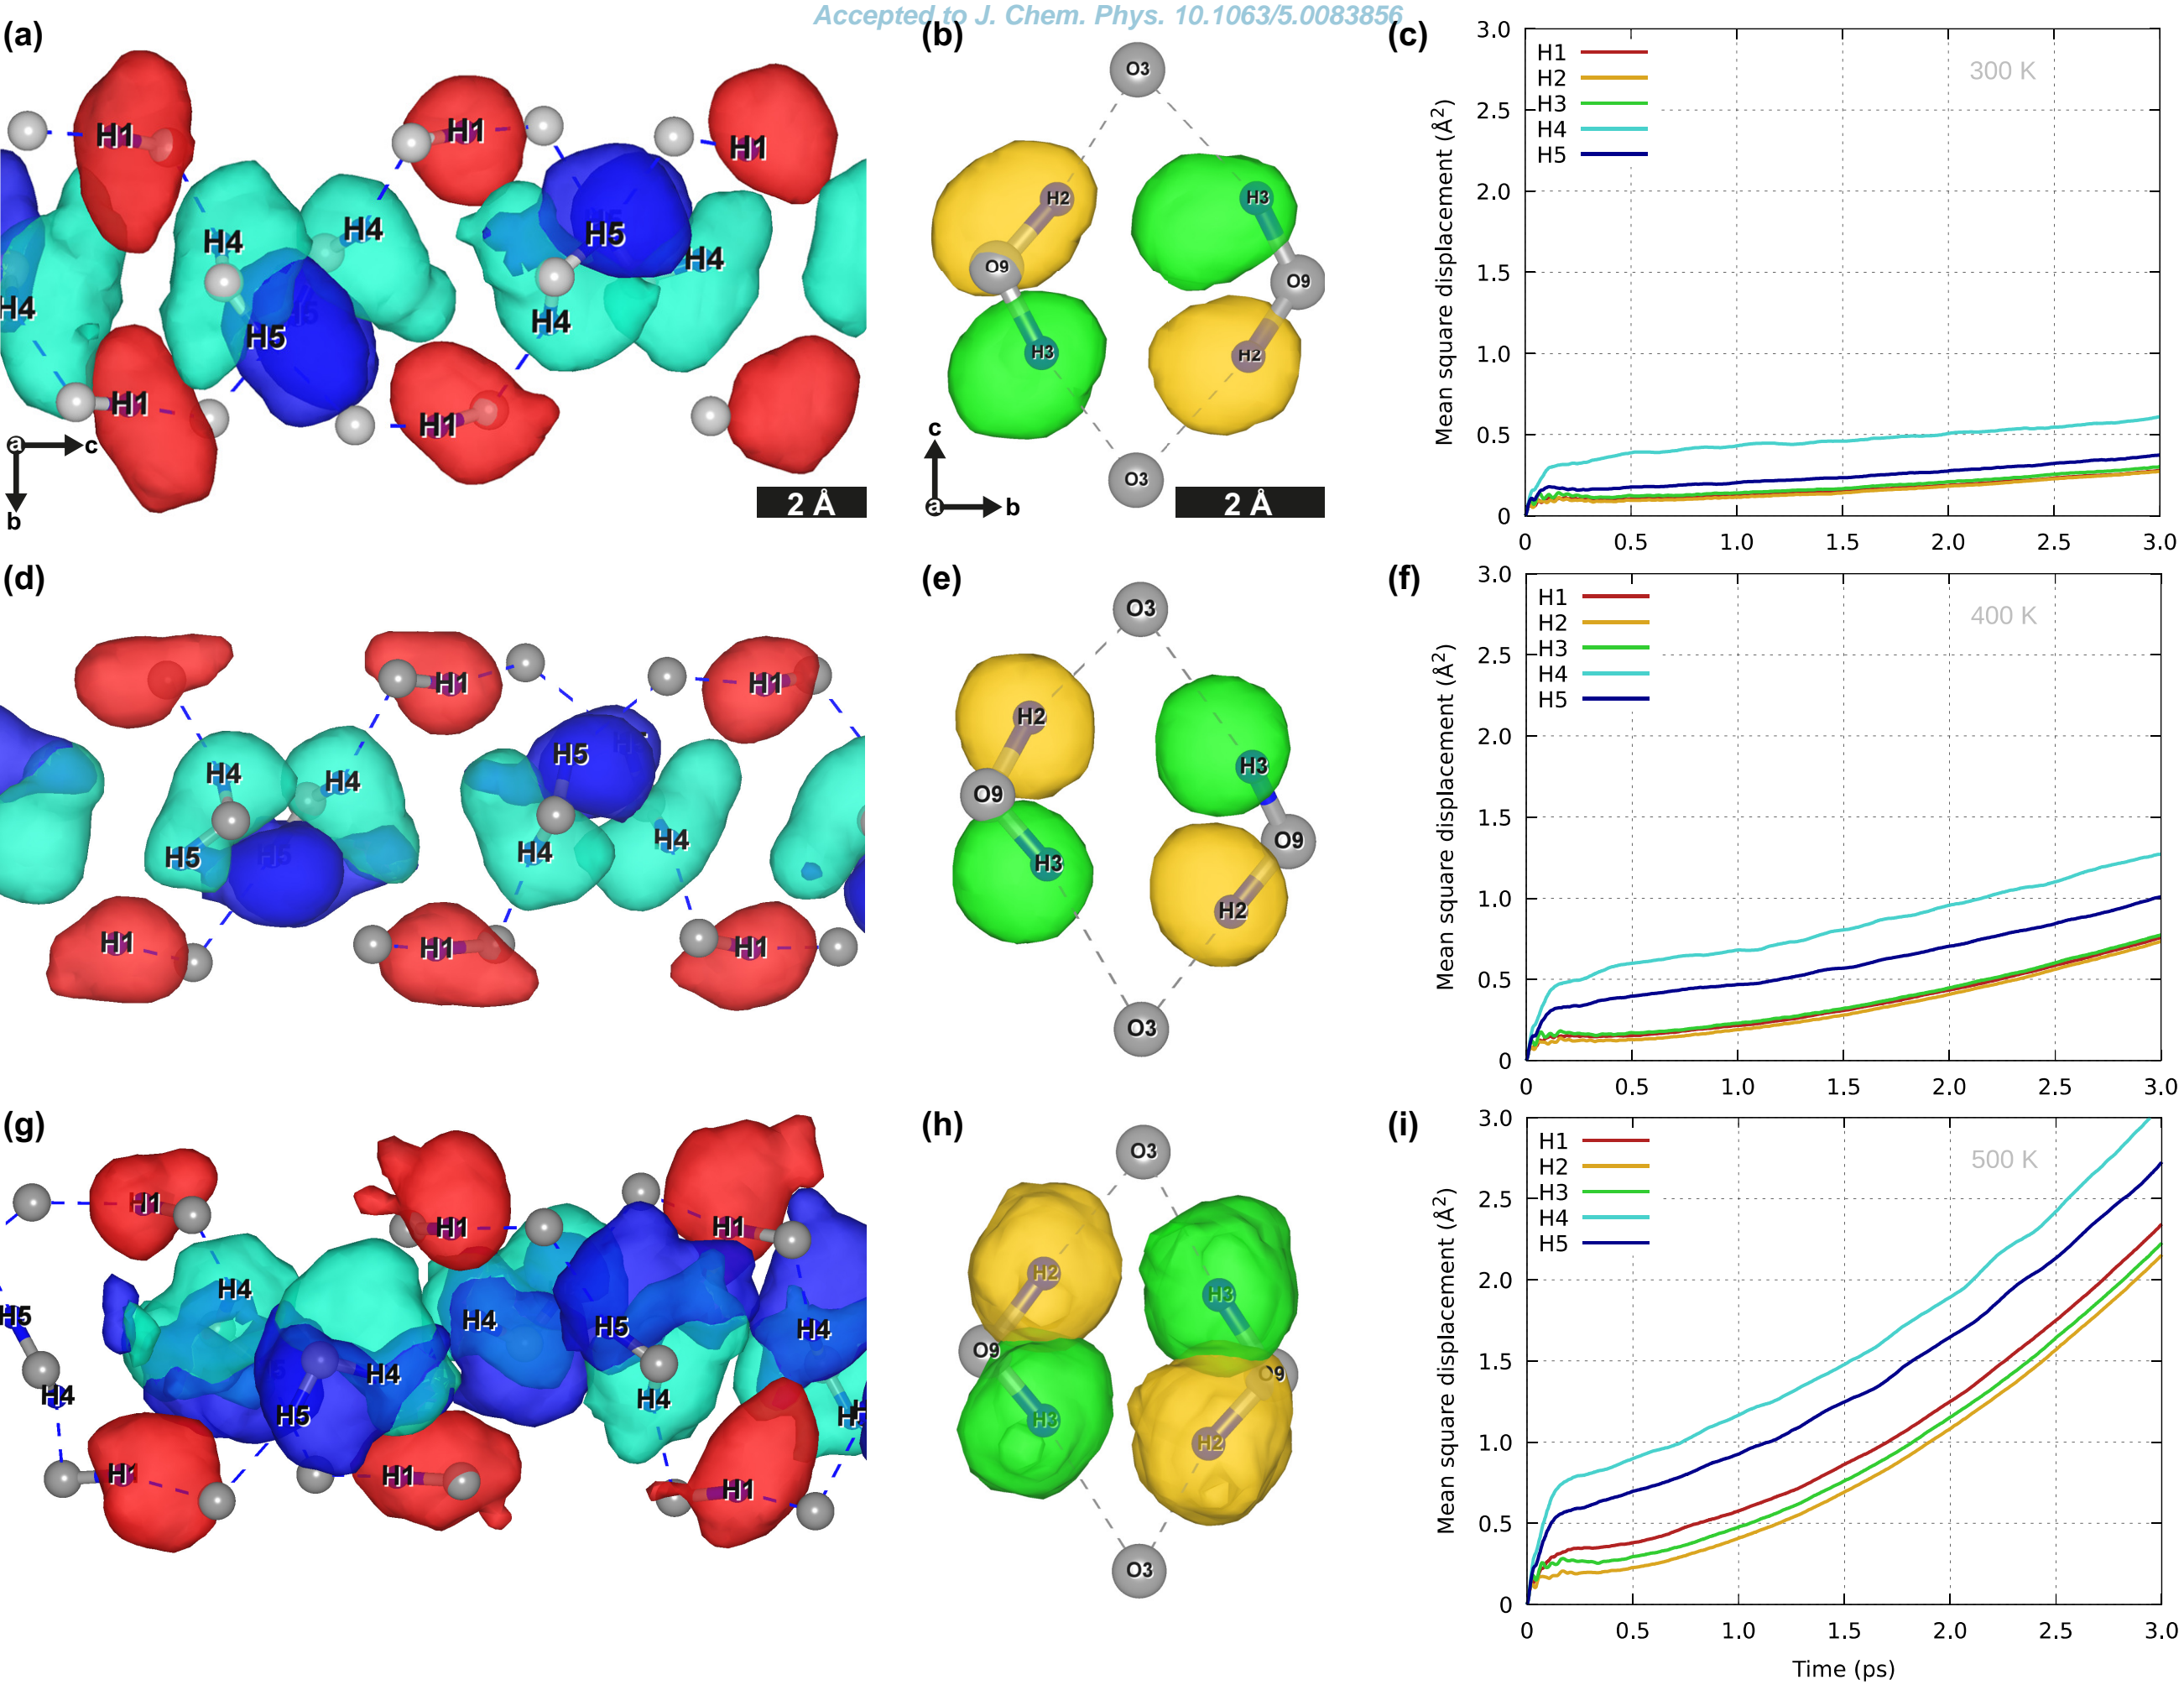 Accepted to J. Chem. Phys. 10.1063/5.0083856
(a)
H1
H1
H1
H4
H4
H5
H5
H4
H4
H5
H4
H4
H1
H1
a
c
b
2 Å
(b)
O3
H2
H3
O9
O9
H3
H2
O3
c
a
b
2 Å
(c)
H1
H2
H3
H4
H5
300 K
Mean square displacement (Å²)
3.0
2.5
2.0
1.5
1.0
0.5
0
0 0.5 1.0 1.5 2.0 2.5 3.0
(d)
H1
H1
H5
H5
H4
H4
H4
H4
H5
H5
H1
H1
H1
(e)
O3
H2
H3
O9
O9
H3
H2
O3
(f)
H1
H2
H3
H4
H5
400 K
Mean square displacement (Å²)
3.0
2.5
2.0
1.5
1.0
0.5
0
0 0.5 1.0 1.5 2.0 2.5 3.0
(g)
H1
H1
H1
H4
H5
H4
H5
H4
H4
H4
H4
H5
H1
H1
H1
(h)
O3
H2
H3
O9
O9
H3
H2
O3
(i)
H1
H2
H3
H4
H5
500 K
Mean square displacement (Å²)
3.0
2.5
2.0
1.5
1.0
0.5
0
0 0.5 1.0 1.5 2.0 2.5 3.0
Time (ps)